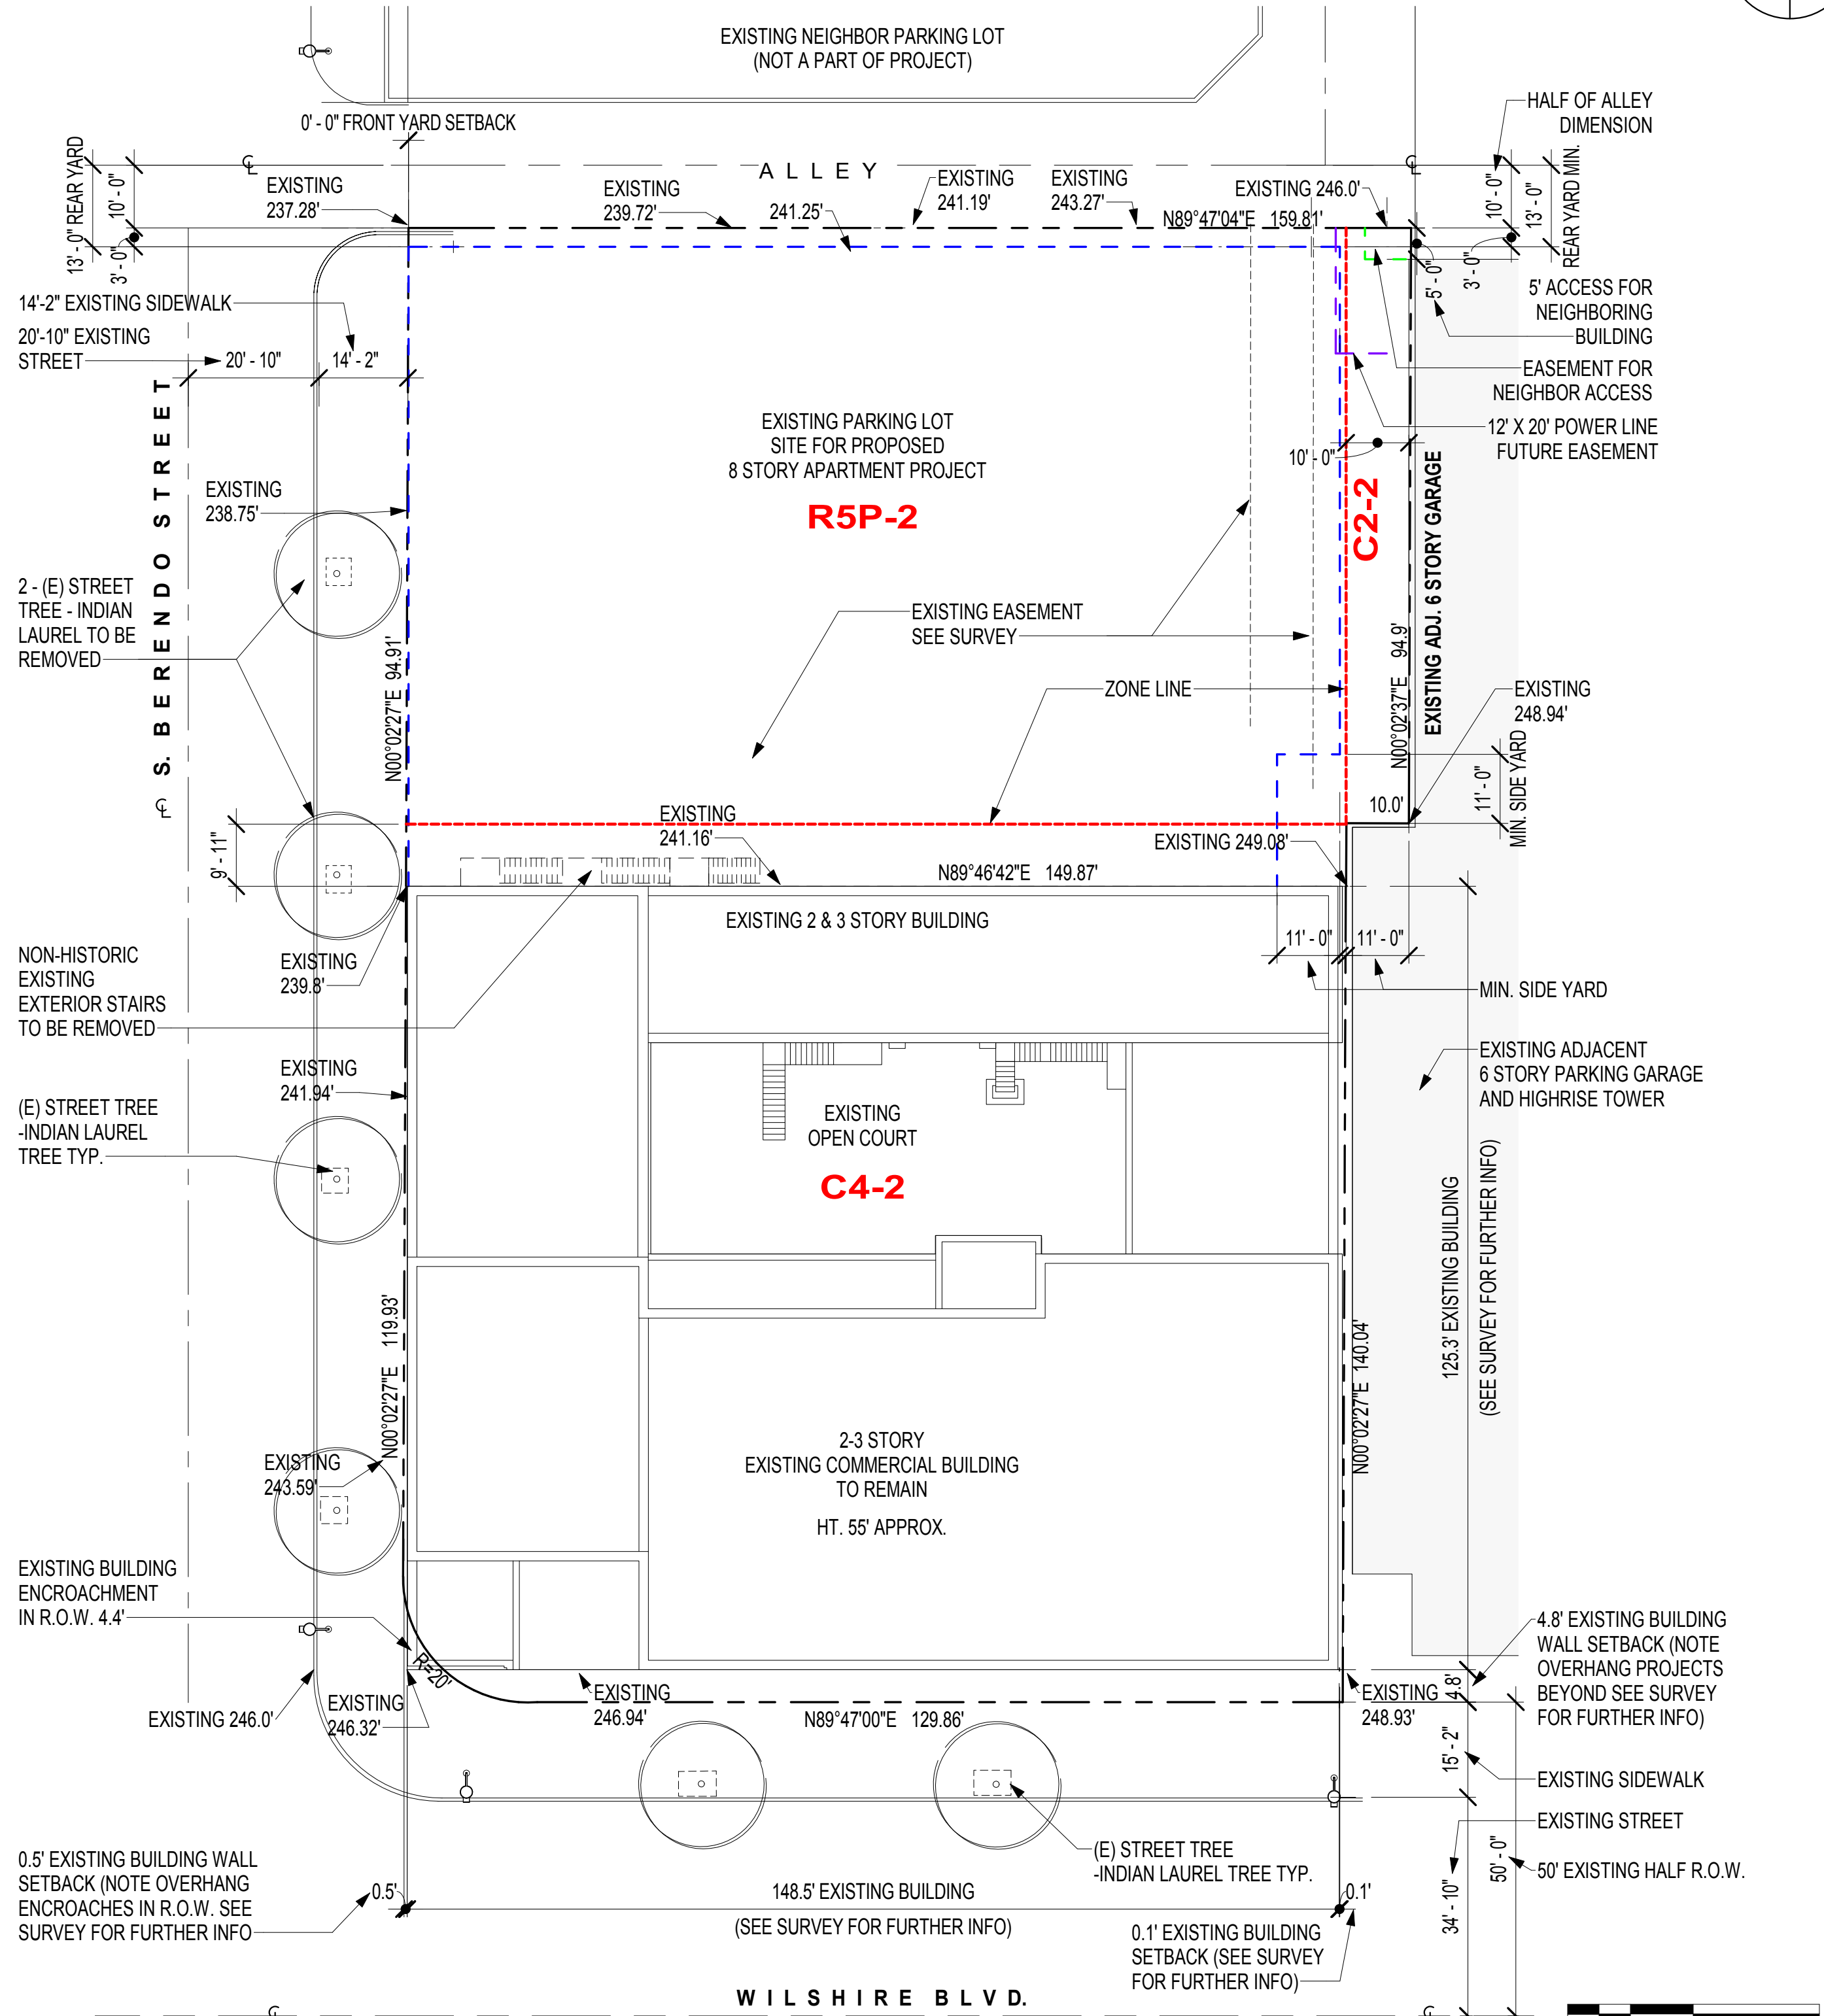 EXISTING NEIGHBOR PARKING LOT
(NOT A PART OF PROJECT)
0' - 0" FRONT YARD SETBACK
HALF OF ALLEY
DIMENSION
13' - 0" REAR YARD
10' - 0"
3' - 0"
A L L E Y
EXISTING
237.28'
EXISTING
239.72'
241.25'
EXISTING
241.19'
EXISTING
243.27'
EXISTING 246.0'
N89°47'04"E 159.81'
10' - 0"
13' - 0"
REAR YARD MIN.
5' - 0"
3' - 0"
14'-2" EXISTING SIDEWALK
20'-10" EXISTING
STREET
20' - 10"
14' - 2"
5' ACCESS FOR
NEIGHBORING
BUILDING
EASEMENT FOR
NEIGHBOR ACCESS
12' X 20' POWER LINE
FUTURE EASEMENT
S. BERENDO STREET
EXISTING PARKING LOT
SITE FOR PROPOSED
8 STORY APARTMENT PROJECT
R5P-2
10' - 0"
C2-2
EXISTING ADJ. 6 STORY GARAGE
EXISTING
238.75'
2 - (E) STREET
TREE - INDIAN
LAUREL TO BE
REMOVED
EXISTING EASEMENT
SEE SURVEY
N00°02'27"E 94.91'
N00°02'37"E 94.9'
ZONE LINE
EXISTING
248.94'
11' - 0"
MIN. SIDE YARD
10.0'
9' - 11"
EXISTING
241.16'
EXISTING 249.08'
N89°46'42"E 149.87'
EXISTING 2 & 3 STORY BUILDING
11' - 0"
11' - 0"
NON-HISTORIC
EXISTING
EXTERIOR STAIRS
TO BE REMOVED
EXISTING
239.8'
MIN. SIDE YARD
EXISTING
241.94'
EXISTING ADJACENT
6 STORY PARKING GARAGE
AND HIGHRISE TOWER
(E) STREET TREE
-INDIAN LAUREL
TREE TYP.
EXISTING
OPEN COURT
C4-2
125.3' EXISTING BUILDING
(SEE SURVEY FOR FURTHER INFO)
N00°02'27"E 119.93'
N00°02'27"E 140.04'
2-3 STORY
EXISTING COMMERCIAL BUILDING
TO REMAIN
HT. 55' APPROX.
EXISTING
243.59'
EXISTING BUILDING
ENCROACHMENT
IN R.O.W. 4.4'
R=20'
4.8' EXISTING BUILDING
WALL SETBACK (NOTE
OVERHANG PROJECTS
BEYOND SEE SURVEY
FOR FURTHER INFO)
4.8'
EXISTING 246.0'
EXISTING
246.32'
EXISTING
246.94'
N89°47'00"E 129.86'
EXISTING
248.93'
15' - 2"
EXISTING SIDEWALK
EXISTING STREET
50' EXISTING HALF R.O.W.
34' - 10"
50' - 0"
(E) STREET TREE
-INDIAN LAUREL TREE TYP.
0.5' EXISTING BUILDING WALL
SETBACK (NOTE OVERHANG
ENCROACHES IN R.O.W. SEE
SURVEY FOR FURTHER INFO
0.5'
148.5' EXISTING BUILDING
(SEE SURVEY FOR FURTHER INFO)
0.1'
0.1' EXISTING BUILDING
SETBACK (SEE SURVEY
FOR FURTHER INFO)
WILSHIRE BLVD.